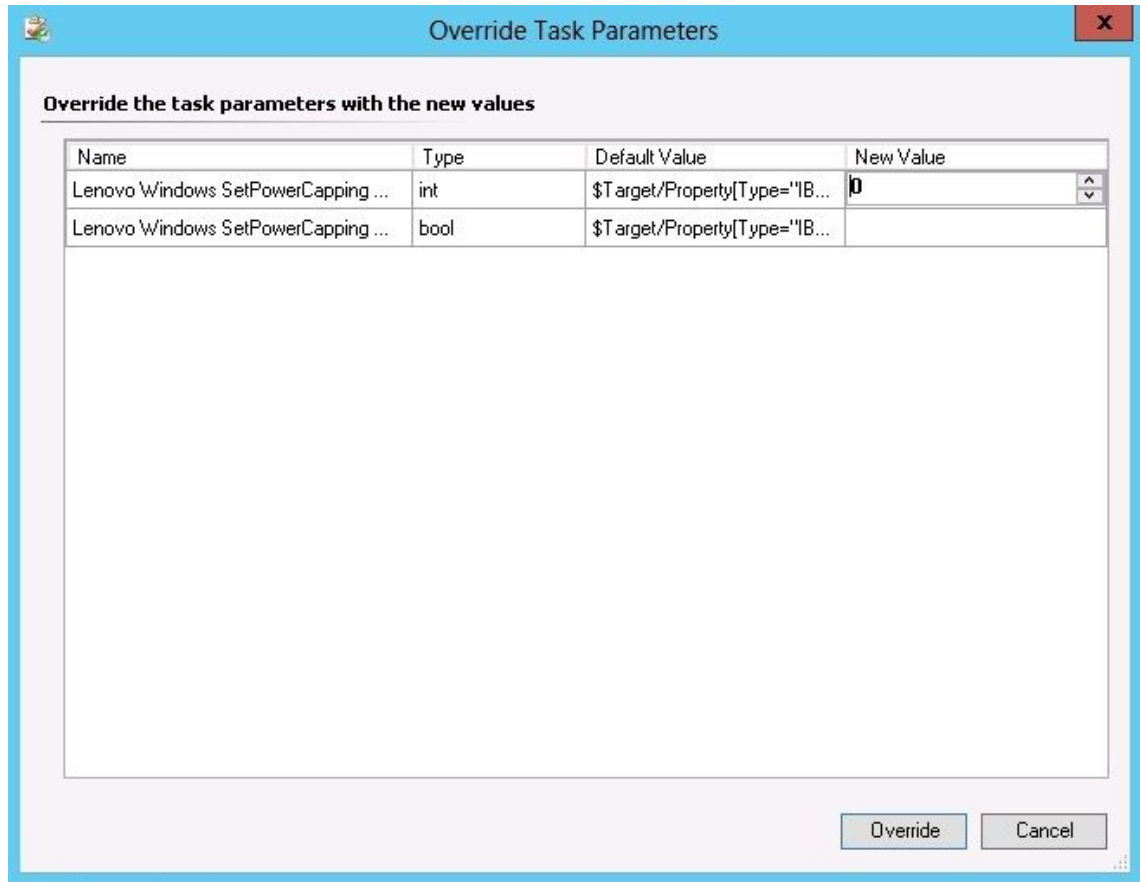 Override Task Parameters
x
Override the task parameters with the new values
Name Type Default Value New Value
Lenovo Windows SetPowerCapping ... int $Target/Property[Type="IB... 0
Lenovo Windows SetPowerCapping ... bool $Target/Property[Type="IB...
Override Cancel